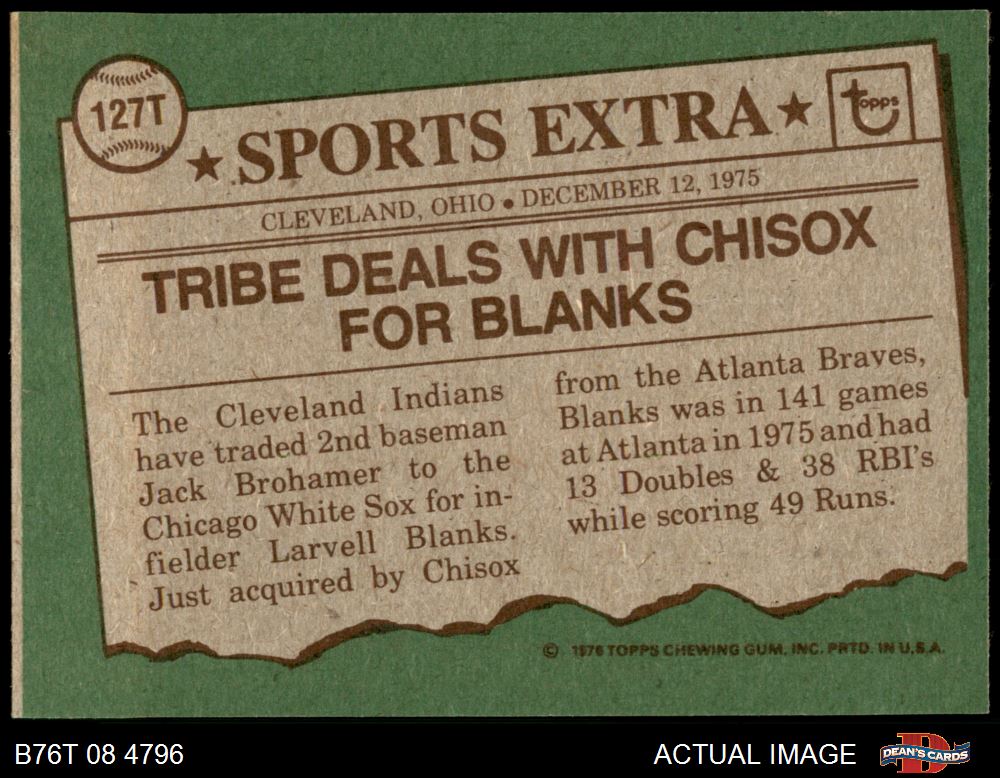 127T
★ SPORTS EXTRA ★
topps
CLEVELAND, OHIO • DECEMBER 12, 1975
TRIBE DEALS WITH CHISOX
FOR BLANKS
The Cleveland Indians
have traded 2nd baseman
Jack Brohamer to the
Chicago White Sox for in-
fielder Larvell Blanks.
Just acquired by Chisox
from the Atlanta Braves,
Blanks was in 141 games
at Atlanta in 1975 and had
13 Doubles & 38 RBI's
while scoring 49 Runs.
© 1976 TOPPS CHEWING GUM, INC. PRTD. IN U.S.A.
B76T 08 4796
ACTUAL IMAGE
DEAN'S CARDS